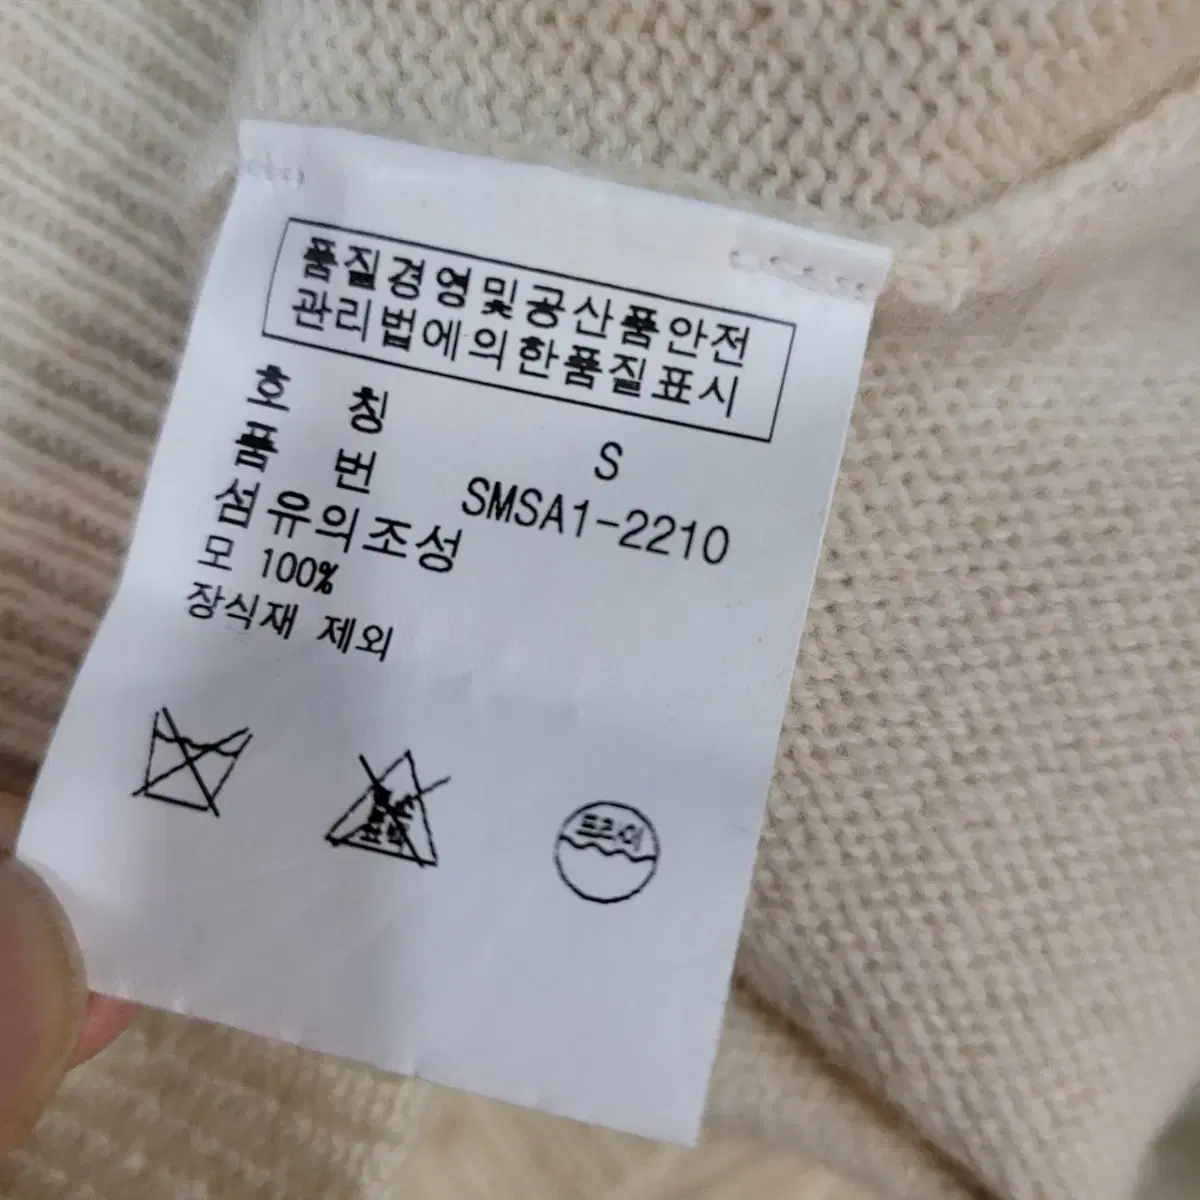 품질경영및공산품안전
관리법에의한품질표시
호 칭 S
품 번 SMSA1-2210
섬유의조성
모 100%
장식재 제외
드라이